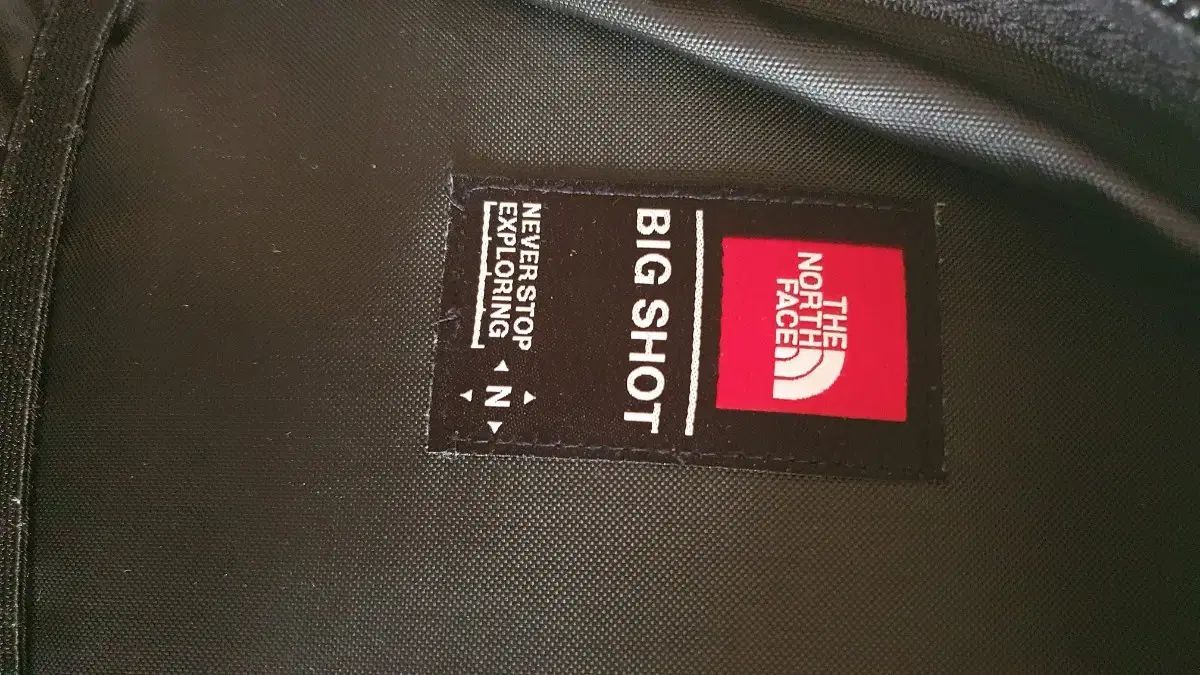 THE
NORTH
FACE
BIG SHOT
NEVER STOP
EXPLORING
N